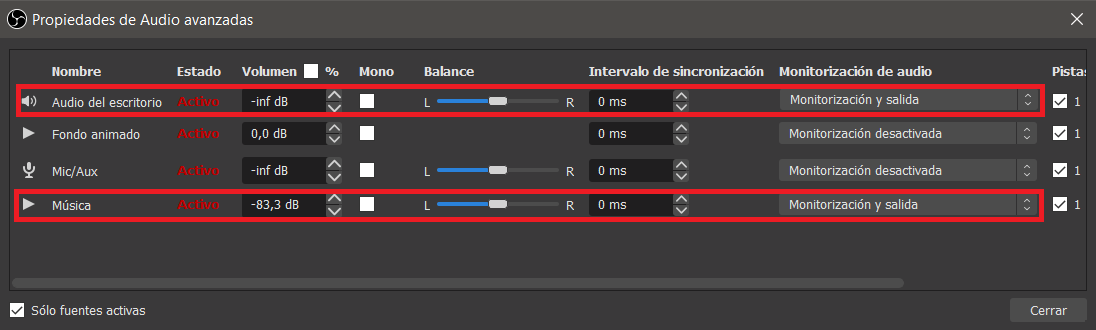 Propiedades de Audio avanzadas
Nombre Estado Volumen % Mono Balance Intervalo de sincronización Monitorización de audio Pistas
Audio del escritorio Activo -inf dB L R 0 ms Monitorización y salida 1
Fondo animado Activo 0,0 dB 0 ms Monitorización desactivada 1
Mic/Aux Activo -inf dB L R 0 ms Monitorización desactivada 1
Música Activo -83,3 dB L R 0 ms Monitorización y salida 1
Sólo fuentes activas Cerrar